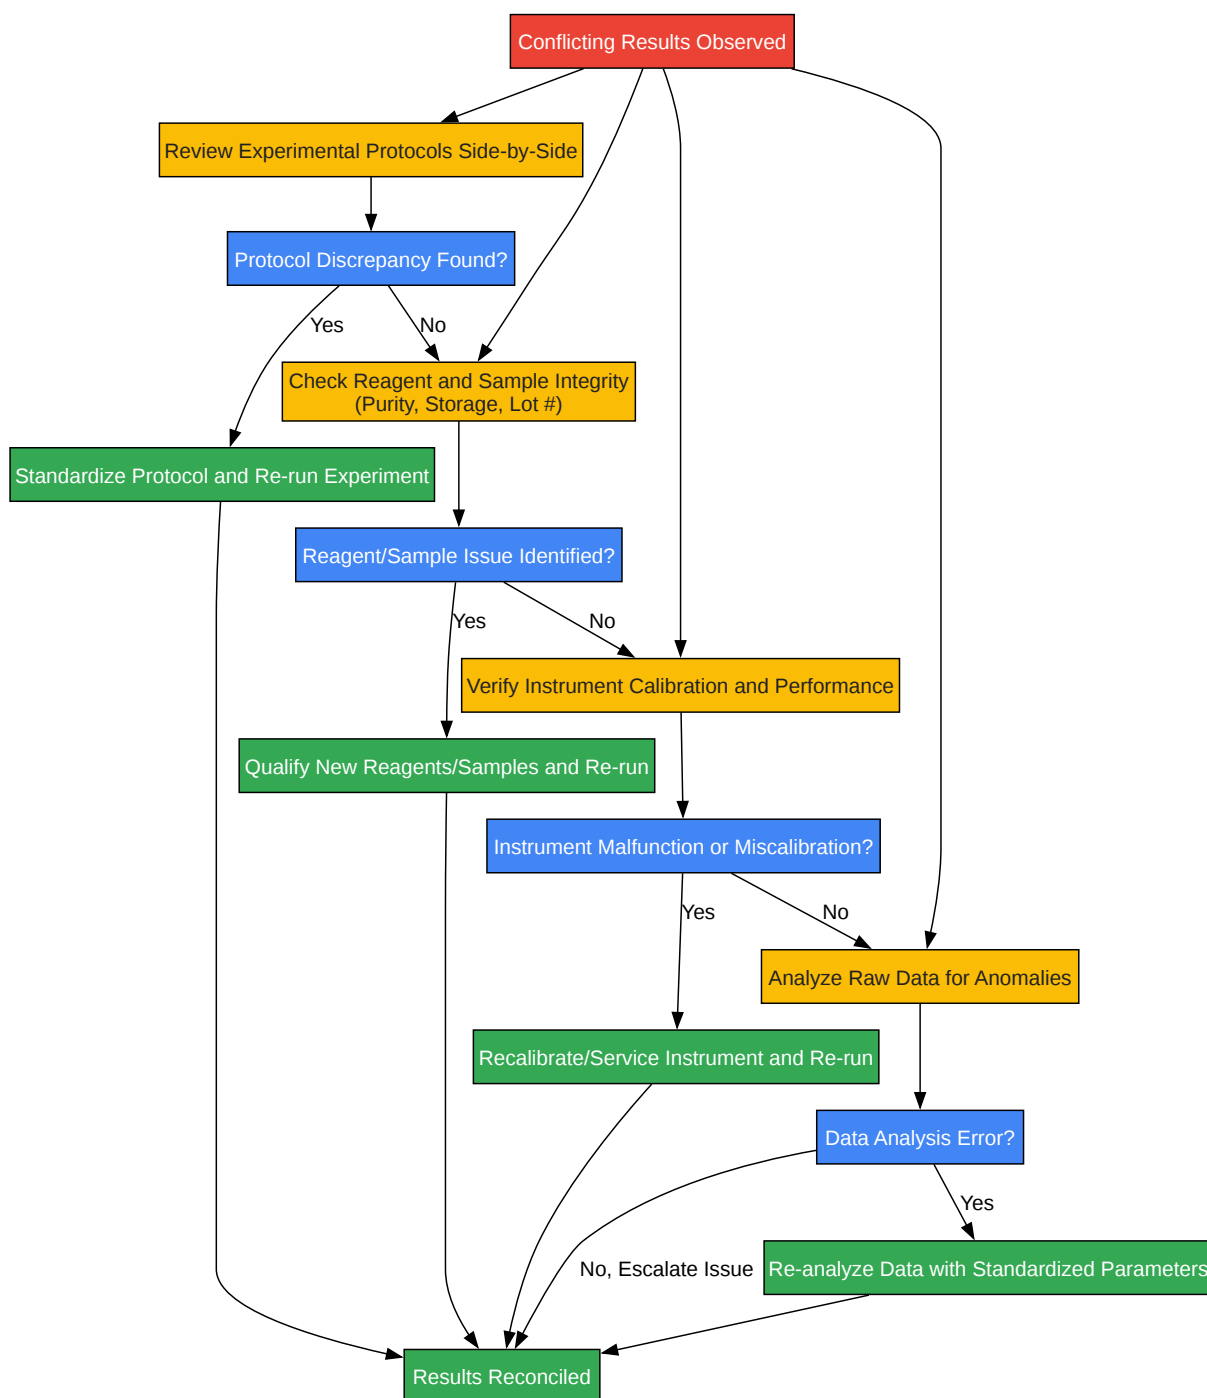 Conflicting Results Observed
Review Experimental Protocols Side-by-Side
Protocol Discrepancy Found?
Yes
No
Check Reagent and Sample Integrity
(Purity, Storage, Lot #)
Standardize Protocol and Re-run Experiment
Reagent/Sample Issue Identified?
Yes
No
Verify Instrument Calibration and Performance
Qualify New Reagents/Samples and Re-run
Instrument Malfunction or Miscalibration?
Yes
No
Analyze Raw Data for Anomalies
Recalibrate/Service Instrument and Re-run
Data Analysis Error?
Yes
No, Escalate Issue
Re-analyze Data with Standardized Parameters
Results Reconciled